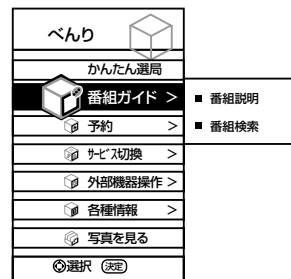 べんり
かんたん選局
番組ガイド >
番組説明
番組検索
予約 >
サービス切換 >
外部機器操作 >
各種情報 >
写真を見る
選択 決定